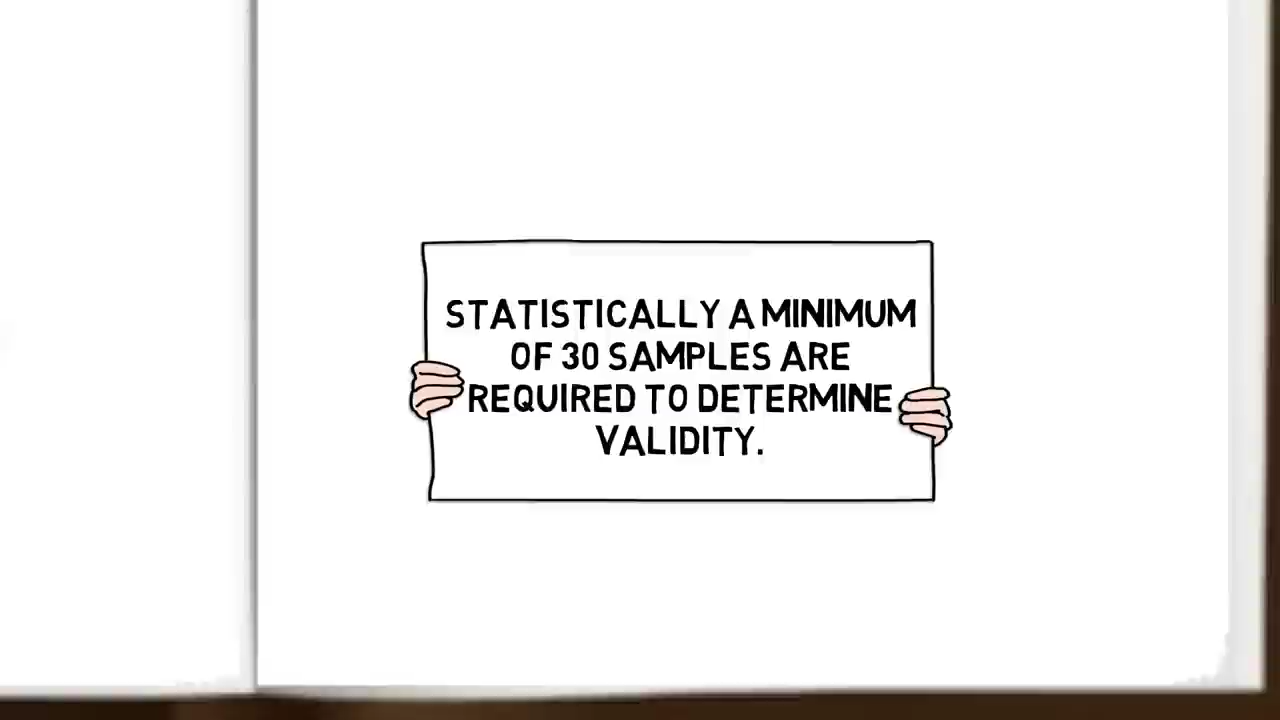 STATISTICALLY A MINIMUM
OF 30 SAMPLES ARE
REQUIRED TO DETERMINE
VALIDITY.